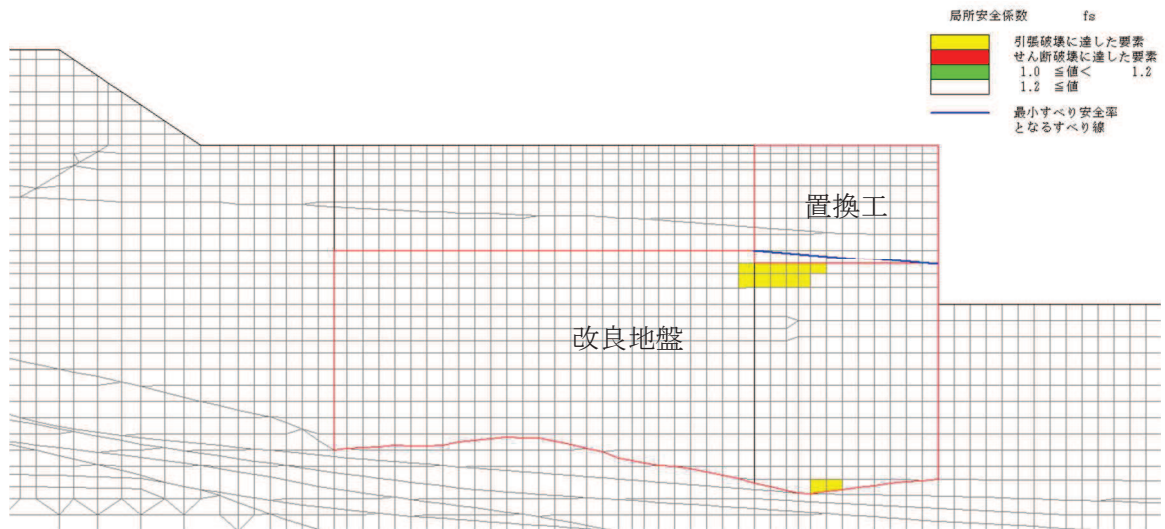 局所安全係数 fs
引張破壊に達した要素
せん断破壊に達した要素
1.0 ≦値< 1.2
1.2 ≦値
最小すべり安全率
となるすべり線
置換工
改良地盤